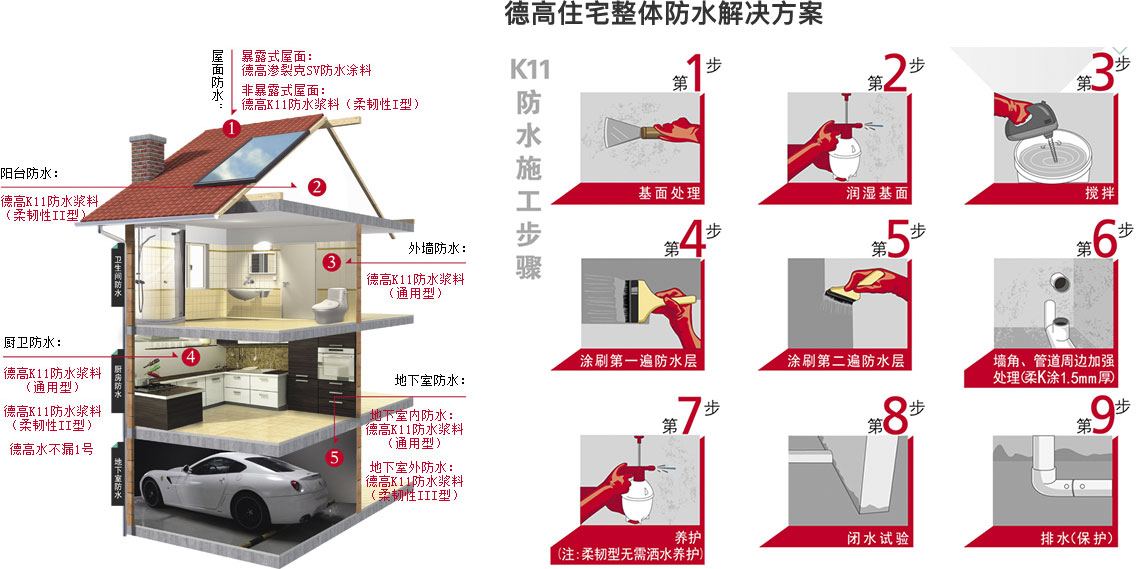 德高住宅整体防水解决方案
屋面防水：
暴露式屋面：
德高渗裂克SV防水涂料
非暴露式屋面：
德高K11防水浆料（柔韧性I型）
1
阳台防水：
德高K11防水浆料
（柔韧性II型）
2
外墙防水：
德高K11防水浆料
（通用型）
3
卫生间防水
厨卫防水：
德高K11防水浆料
（通用型）
德高K11防水浆料
（柔韧性II型）
德高水不漏1号
4
厨房防水
地下室防水：
地下室内防水：
德高K11防水浆料
（通用型）
地下室外防水：
德高K11防水浆料
（柔韧性III型）
5
地下室防水
K11防水施工步骤
第1步
基面处理
第2步
润湿基面
第3步
搅拌
第4步
涂刷第一遍防水层
第5步
涂刷第二遍防水层
第6步
墙角、管道周边加强
处理(柔K涂1.5mm厚)
第7步
养护
(注:柔韧型无需洒水养护)
第8步
闭水试验
第9步
排水(保护)